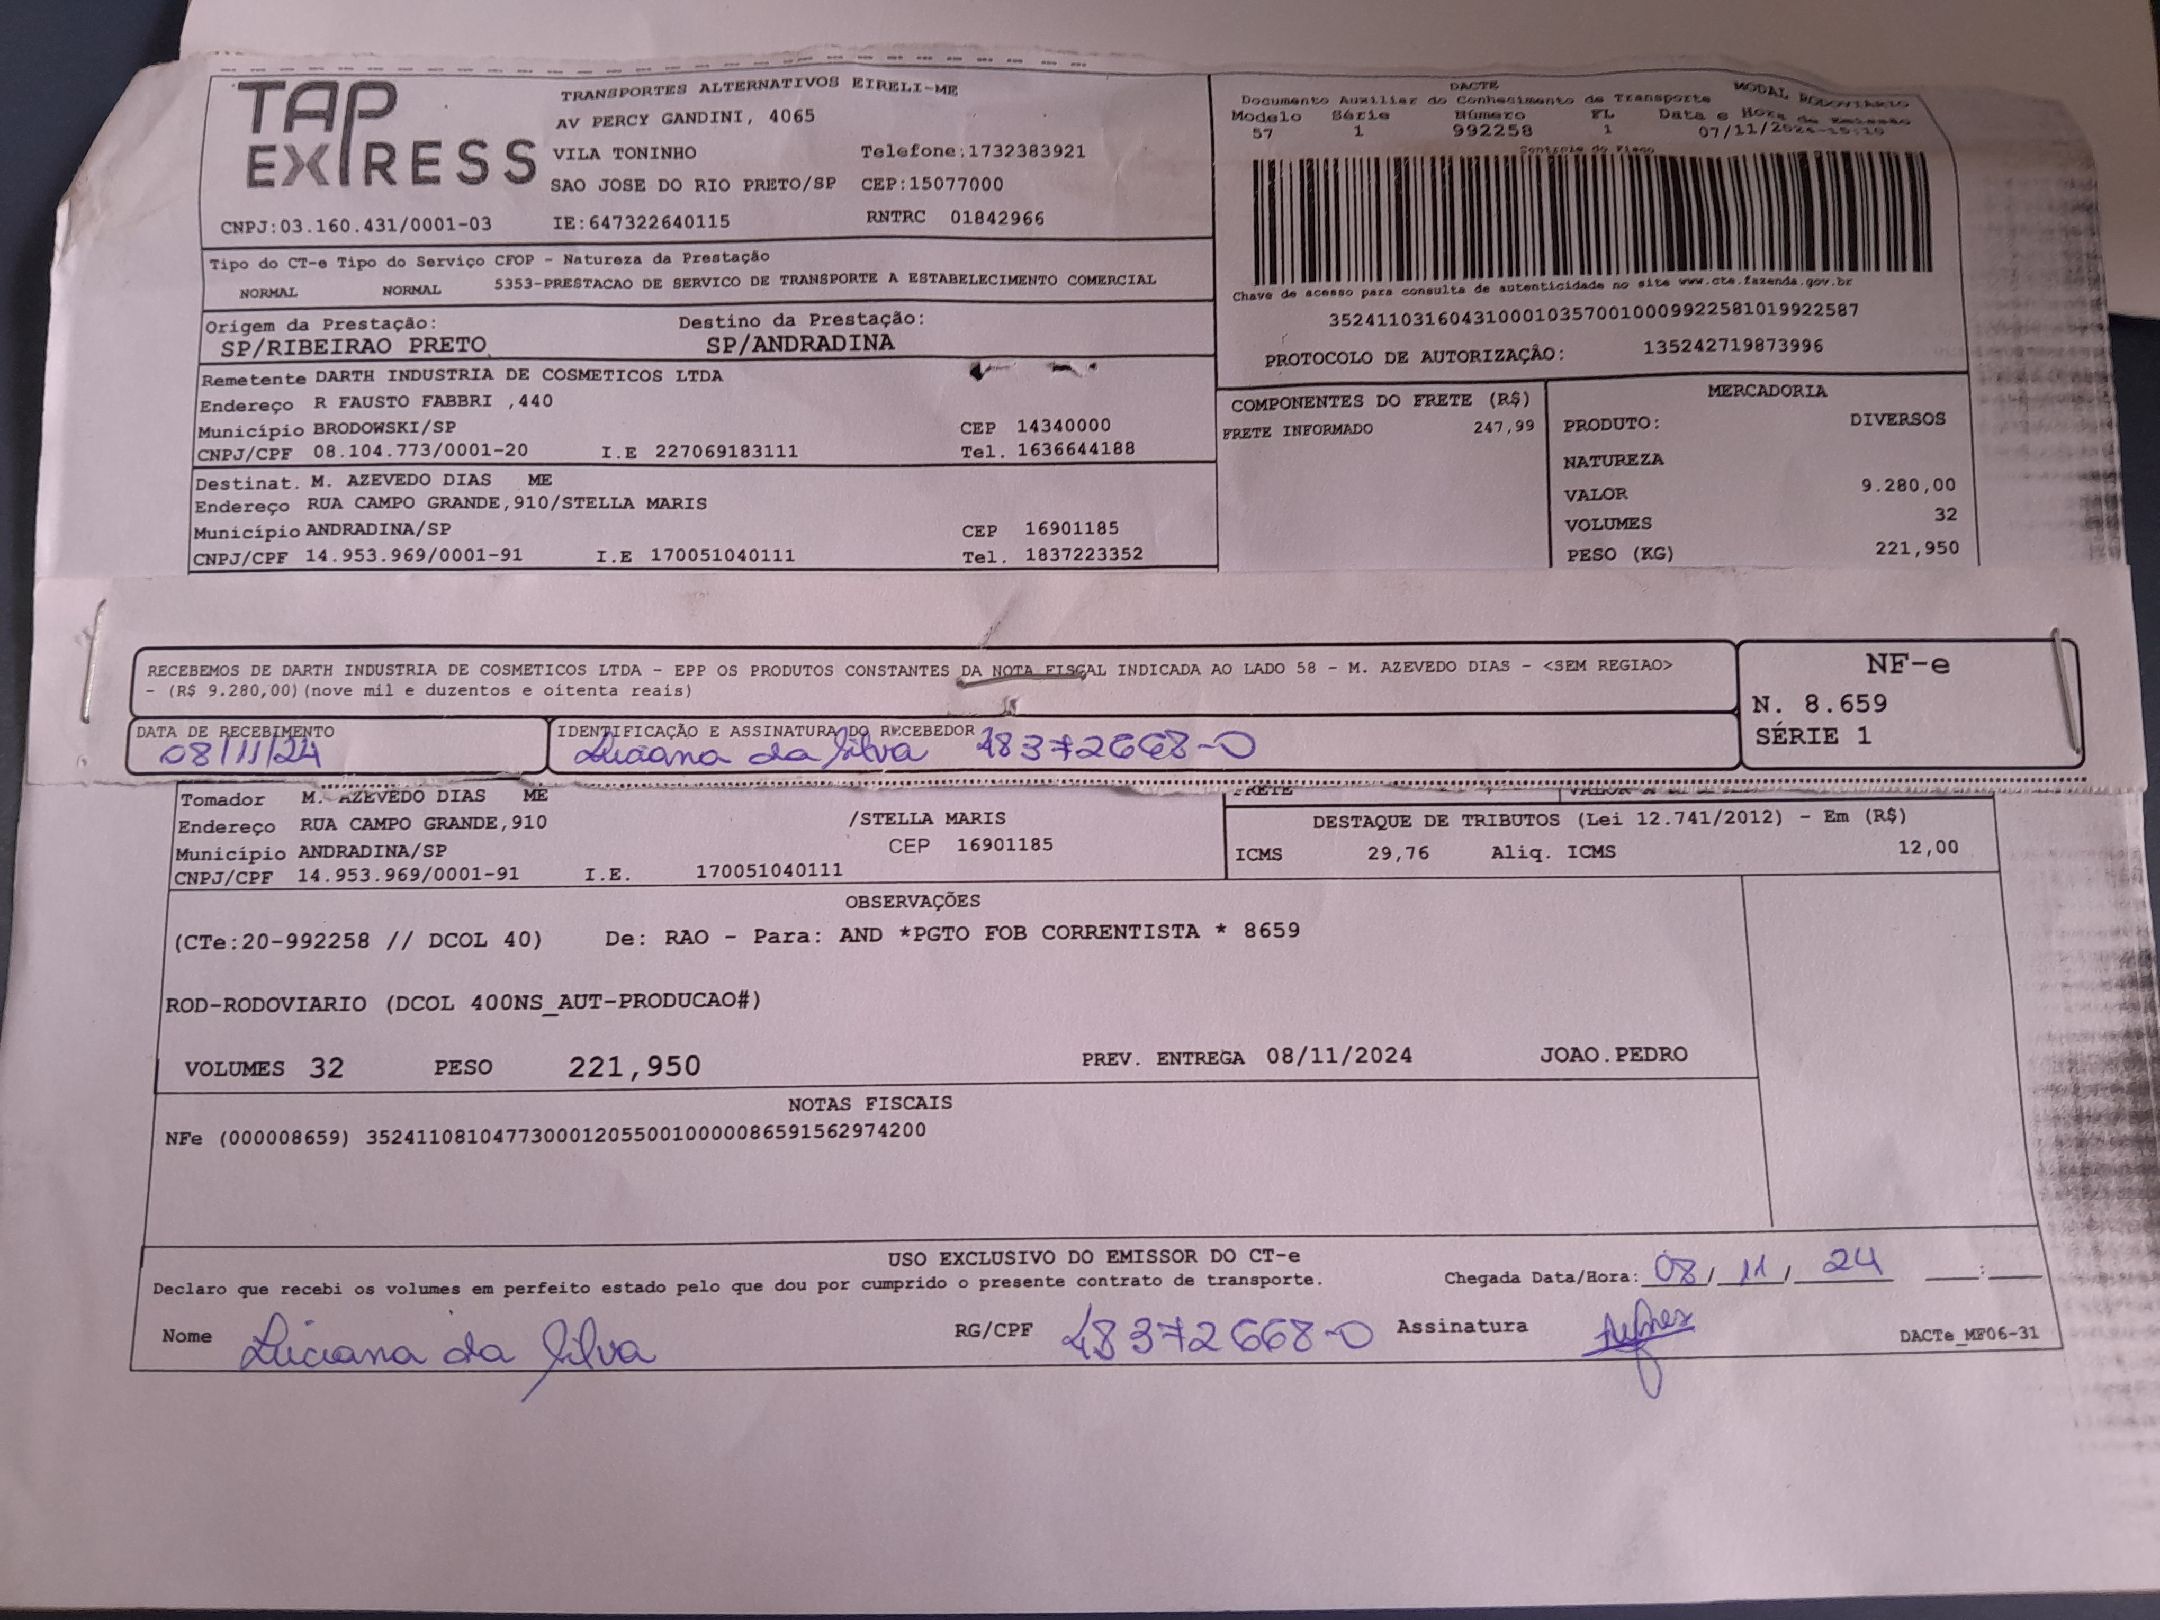 TAP EXPRESS
TRANSPORTES ALTERNATIVOS EIRELI-ME
AV PERCY GANDINI, 4065
VILA TONINHO Telefone:1732383921
SAO JOSE DO RIO PRETO/SP CEP:15077000
CNPJ:03.160.431/0001-03 IE:647322640115 RNTRC 01842966
DACTE MODAL RODOVIÁRIO
Documento Auxiliar do Conhecimento de Transporte
Modelo Série Número FL Data e Hora de Emissão
57 1 992258 1 07/11/2024
Controle do Fisco
Chave de acesso para consulta de autenticidade no site www.cte.fazenda.gov.br
35241103160431000103570010009922581019922587
PROTOCOLO DE AUTORIZAÇÃO: 135242719873996
Tipo do CT-e Tipo do Serviço CFOP - Natureza da Prestação
NORMAL NORMAL 5353-PRESTACAO DE SERVICO DE TRANSPORTE A ESTABELECIMENTO COMERCIAL
Origem da Prestação: Destino da Prestação:
SP/RIBEIRAO PRETO SP/ANDRADINA
Remetente DARTH INDUSTRIA DE COSMETICOS LTDA
Endereço R FAUSTO FABBRI ,440
Município BRODOWSKI/SP CEP 14340000
CNPJ/CPF 08.104.773/0001-20 I.E 227069183111 Tel. 1636644188
Destinat. M. AZEVEDO DIAS ME
Endereço RUA CAMPO GRANDE,910/STELLA MARIS
Município ANDRADINA/SP CEP 16901185
CNPJ/CPF 14.953.969/0001-91 I.E 170051040111 Tel. 1837223352
COMPONENTES DO FRETE (R$)
FRETE INFORMADO 247,99
MERCADORIA
PRODUTO: DIVERSOS
NATUREZA
VALOR 9.280,00
VOLUMES 32
PESO (KG) 221,950
RECEBEMOS DE DARTH INDUSTRIA DE COSMETICOS LTDA - EPP OS PRODUTOS CONSTANTES DA NOTA FISCAL INDICADA AO LADO 58 - M. AZEVEDO DIAS - <SEM REGIAO>
- (R$ 9.280,00)(nove mil e duzentos e oitenta reais)
NF-e
N. 8.659
SÉRIE 1
DATA DE RECEBIMENTO
08/11/24
IDENTIFICAÇÃO E ASSINATURA DO RECEBEDOR
Luciana da Silva 48372668-0
Tomador M. AZEVEDO DIAS ME
Endereço RUA CAMPO GRANDE,910 /STELLA MARIS
Município ANDRADINA/SP CEP 16901185
CNPJ/CPF 14.953.969/0001-91 I.E. 170051040111
FRETE
DESTAQUE DE TRIBUTOS (Lei 12.741/2012) - Em (R$)
ICMS 29,76 Aliq. ICMS 12,00
OBSERVAÇÕES
(CTe:20-992258 // DCOL 40) De: RAO - Para: AND *PGTO FOB CORRENTISTA * 8659
ROD-RODOVIARIO (DCOL 400NS_AUT-PRODUCAO#)
VOLUMES 32 PESO 221,950 PREV. ENTREGA 08/11/2024 JOAO.PEDRO
NOTAS FISCAIS
NFe (000008659) 35241108104773000120550010000086591562974200
USO EXCLUSIVO DO EMISSOR DO CT-e
Declaro que recebi os volumes em perfeito estado pelo que dou por cumprido o presente contrato de transporte. Chegada Data/Hora: 08/11/24 __:__
Nome Luciana da Silva RG/CPF 48372668-0 Assinatura
DACTe_MF06-31